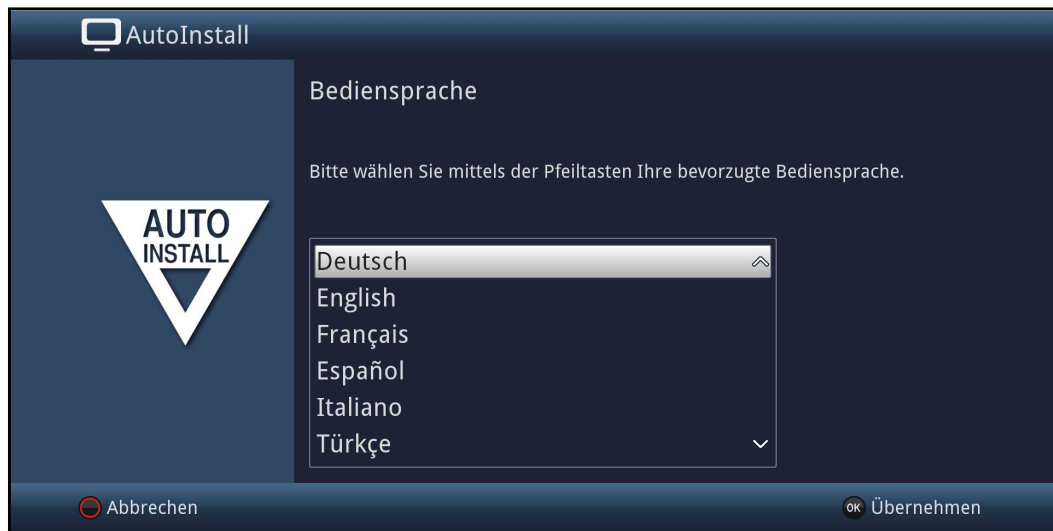 AutoInstall
Bediensprache
Bitte wählen Sie mittels der Pfeiltasten Ihre bevorzugte Bediensprache.
AUTO
INSTALL
Deutsch
English
Français
Español
Italiano
Türkçe
Abbrechen
OK Übernehmen